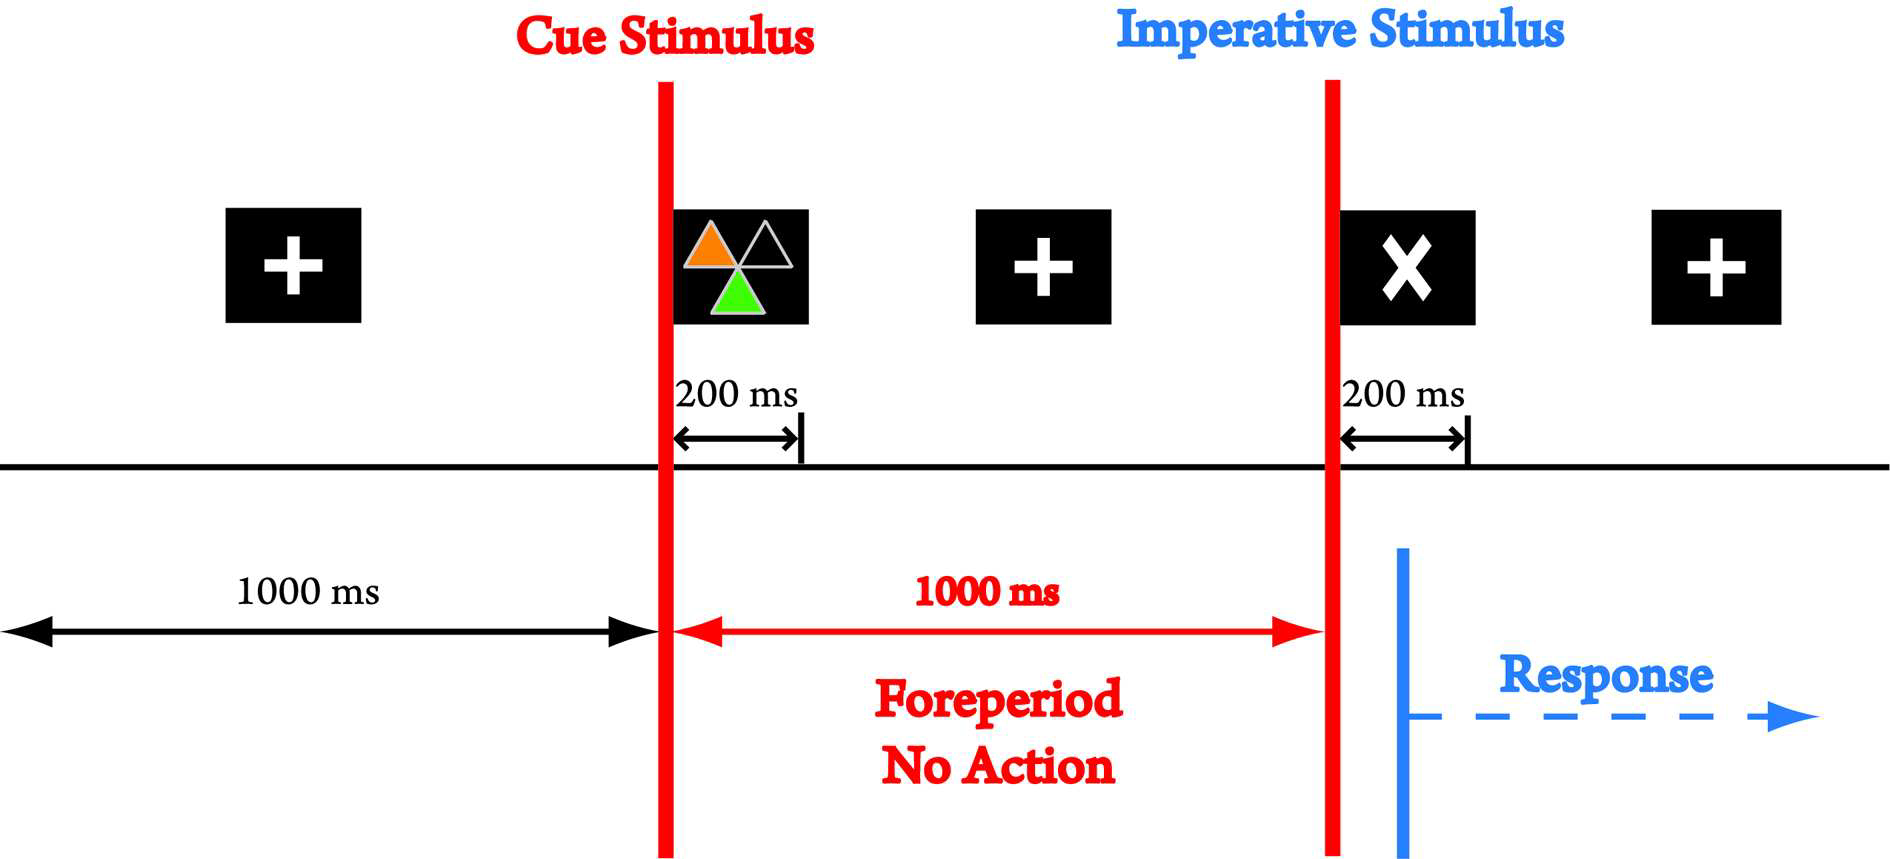 Cue Stimulus
Imperative Stimulus
X
200 ms
200 ms
1000 ms
1000 ms
Foreperiod
No Action
Response